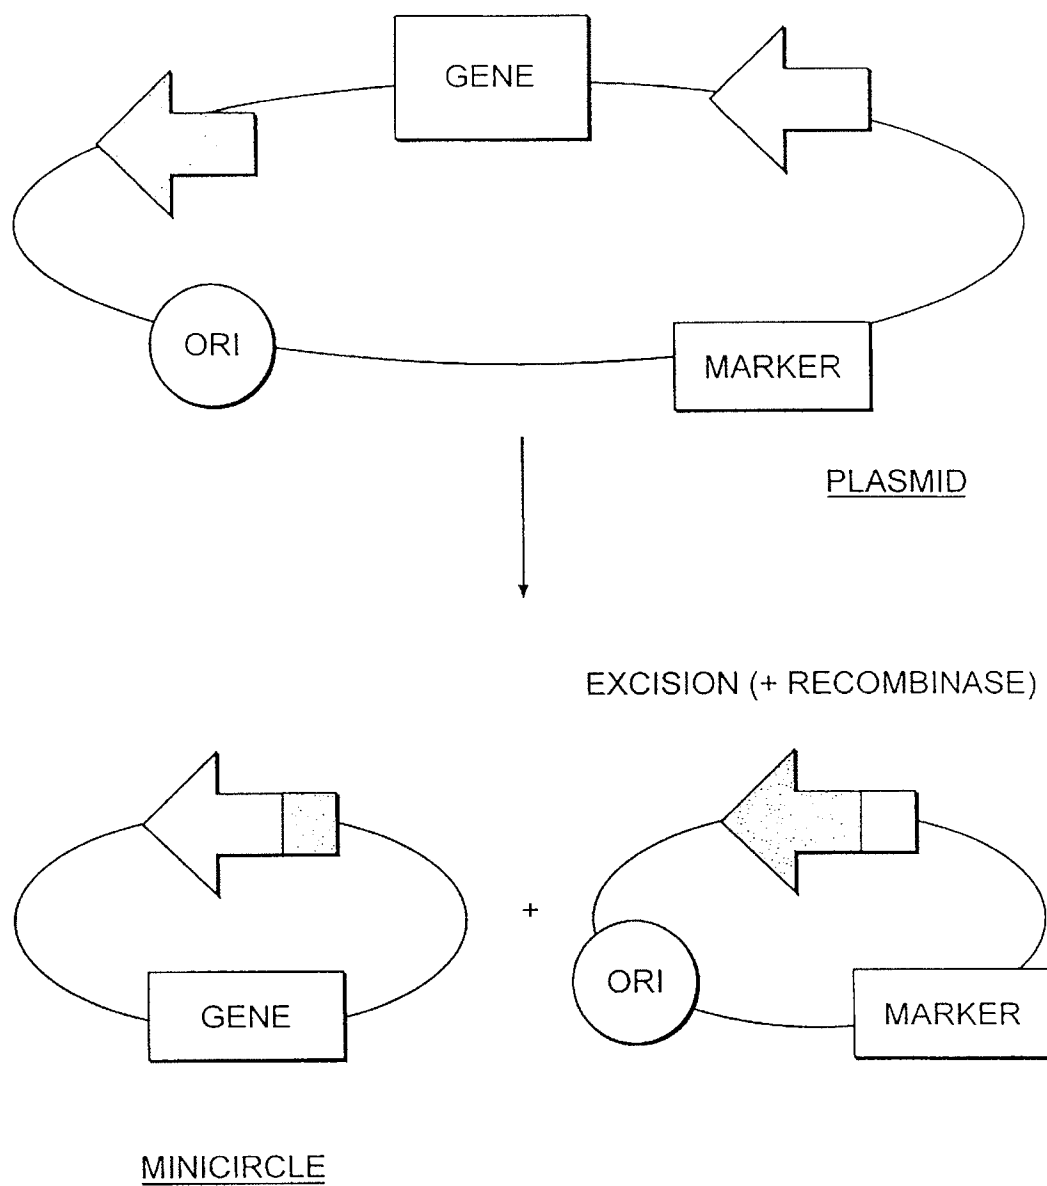 GENE
ORI
MARKER
PLASMID
EXCISION (+ RECOMBINASE)
+
GENE
ORI
MARKER
MINICIRCLE